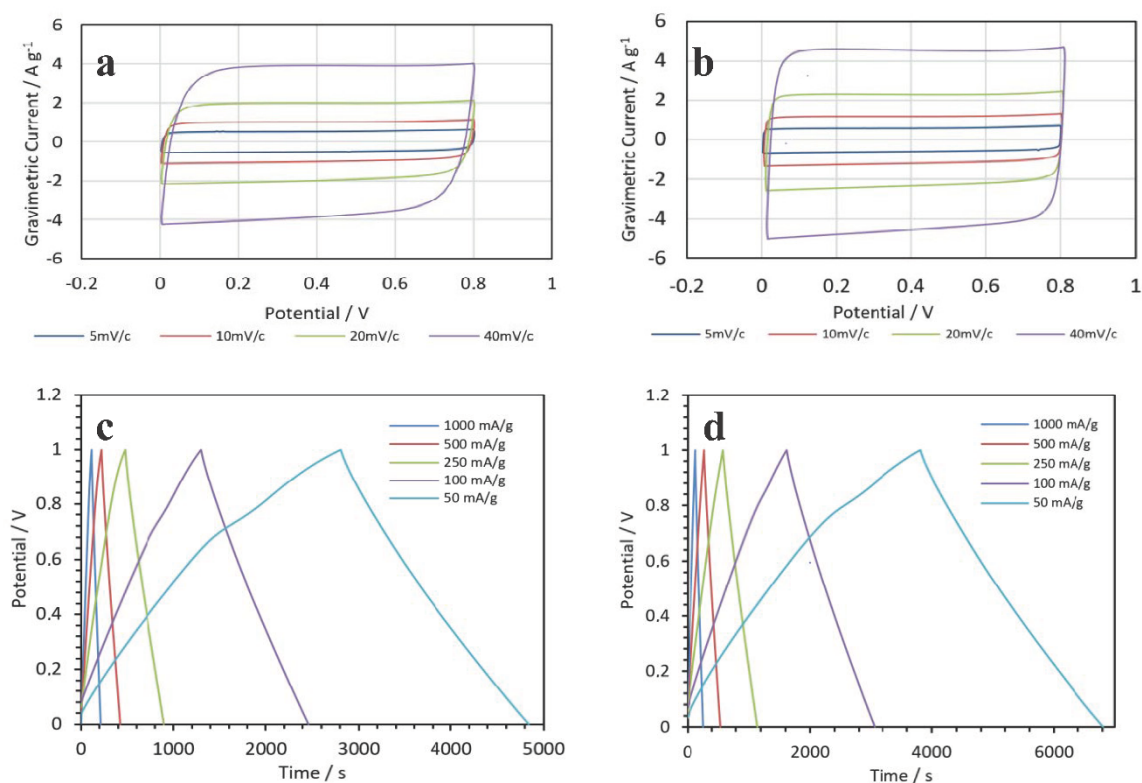 a
Gravimetric Current / A g-1
6
4
2
0
-2
-4
-6
-0.2
0
0.2
0.4
0.6
0.8
1
Potential / V
5mV/c
10mV/c
20mV/c
40mV/c
b
Gravimetric Current / A g-1
6
4
2
0
-2
-4
-6
-0.2
0
0.2
0.4
0.6
0.8
1
Potential / V
5mV/c
10mV/c
20mV/c
40mV/c
c
Potential / V
1.2
1
0.8
0.6
0.4
0.2
0
0
1000
2000
3000
4000
5000
Time / s
1000 mA/g
500 mA/g
250 mA/g
100 mA/g
50 mA/g
d
Potential / V
1.2
1
0.8
0.6
0.4
0.2
0
0
2000
4000
6000
Time / s
1000 mA/g
500 mA/g
250 mA/g
100 mA/g
50 mA/g